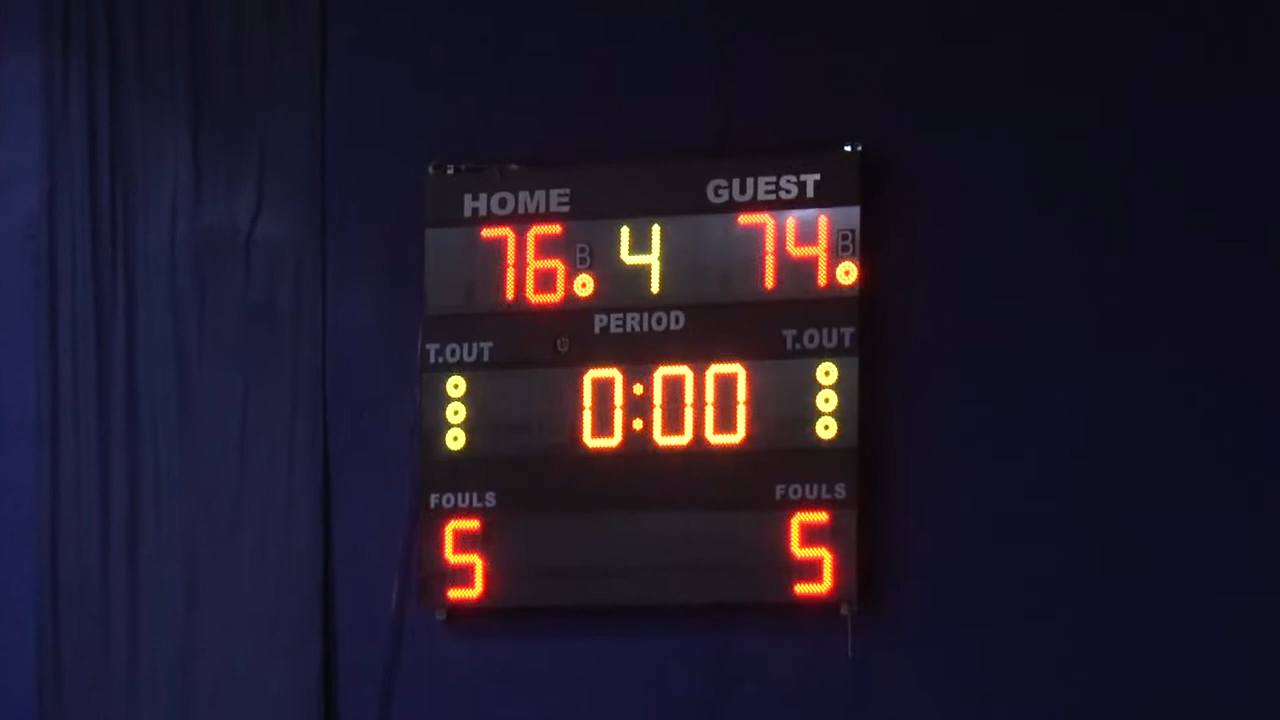 HOME GUEST
76 B 4 74 B
PERIOD
T.OUT T.OUT
0:00
FOULS FOULS
5 5